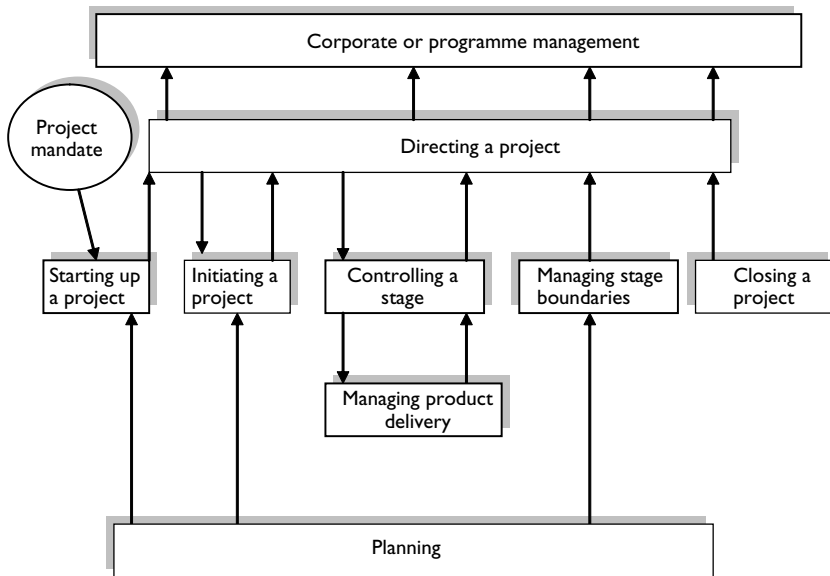 Corporate or programme management
Project
mandate
Directing a project
Starting up
a project
Initiating a
project
Controlling a
stage
Managing stage
boundaries
Closing a
project
Managing product
delivery
Planning